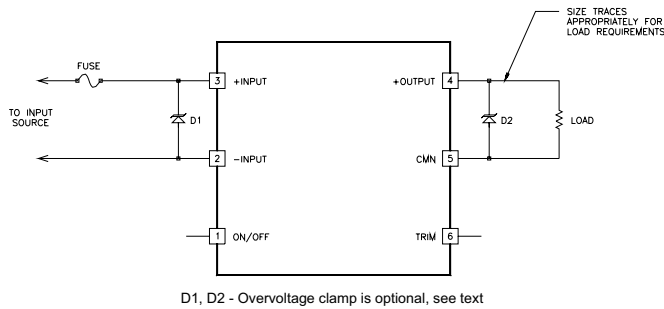 SIZE TRACES
APPROPRIATELY FOR
LOAD REQUIREMENTS
FUSE
3 +INPUT
+OUTPUT 4
TO INPUT
SOURCE
D1
D2
LOAD
2 -INPUT
CMN 5
1 ON/OFF
TRIM 6
D1, D2 - Overvoltage clamp is optional, see text